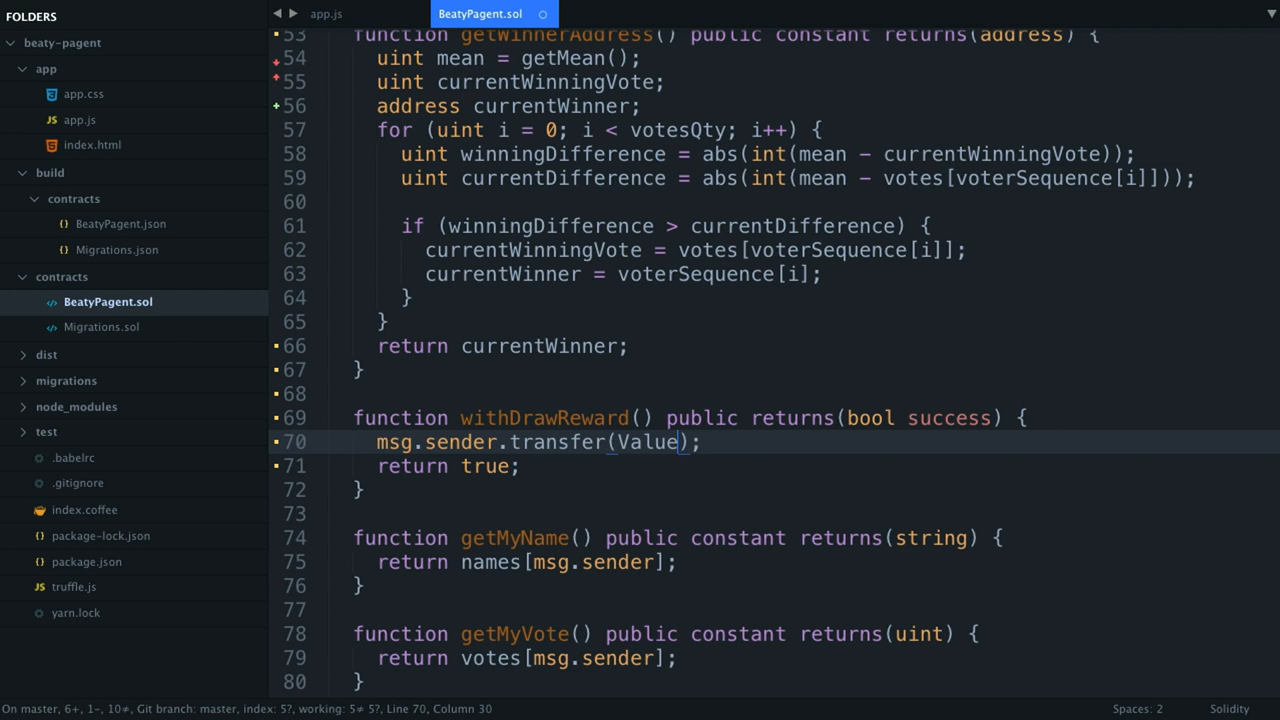 FOLDERS
beaty-pagent
app
app.css
JS app.js
index.html
build
contracts
{} BeatyPagent.json
{} Migrations.json
contracts
</> BeatyPagent.sol
</> Migrations.sol
dist
migrations
node_modules
test
.babelrc
.gitignore
index.coffee
{} package-lock.json
{} package.json
JS truffle.js
yarn.lock
app.js
BeatyPagent.sol
53 function getWinnerAddress() public constant returns(address) {
54 uint mean = getMean();
55 uint currentWinningVote;
56 address currentWinner;
57 for (uint i = 0; i < votesQty; i++) {
58 uint winningDifference = abs(int(mean - currentWinningVote));
59 uint currentDifference = abs(int(mean - votes[voterSequence[i]]));
60
61 if (winningDifference > currentDifference) {
62 currentWinningVote = votes[voterSequence[i]];
63 currentWinner = voterSequence[i];
64 }
65 }
66 return currentWinner;
67 }
68
69 function withDrawReward() public returns(bool success) {
70 msg.sender.transfer(Value);
71 return true;
72 }
73
74 function getMyName() public constant returns(string) {
75 return names[msg.sender];
76 }
77
78 function getMyVote() public constant returns(uint) {
79 return votes[msg.sender];
80 }
On master, 6+, 1-, 10≠, Git branch: master, index: 5?, working: 5≠ 5?, Line 70, Column 30
Spaces: 2
Solidity